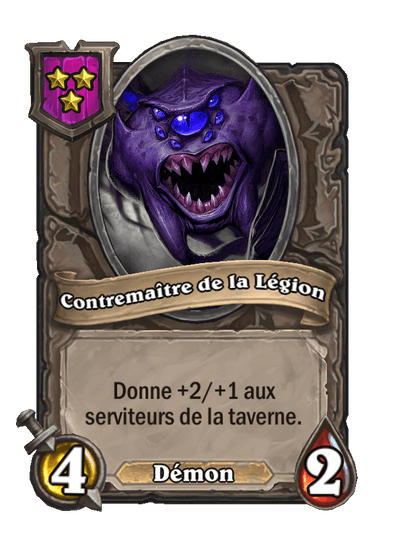 Contremaître de la Légion
Donne +2/+1 aux
serviteurs de la taverne.
4
Démon
2